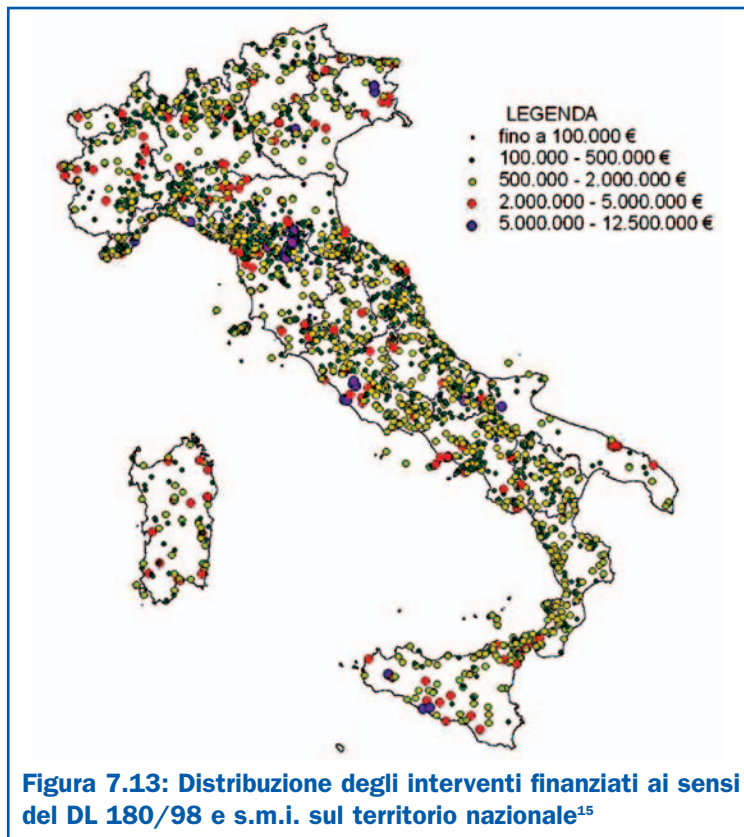 LEGENDA
fino a 100.000 €
100.000 - 500.000 €
500.000 - 2.000.000 €
2.000.000 - 5.000.000 €
5.000.000 - 12.500.000 €
Figura 7.13: Distribuzione degli interventi finanziati ai sensi
del DL 180/98 e s.m.i. sul territorio nazionale¹⁵